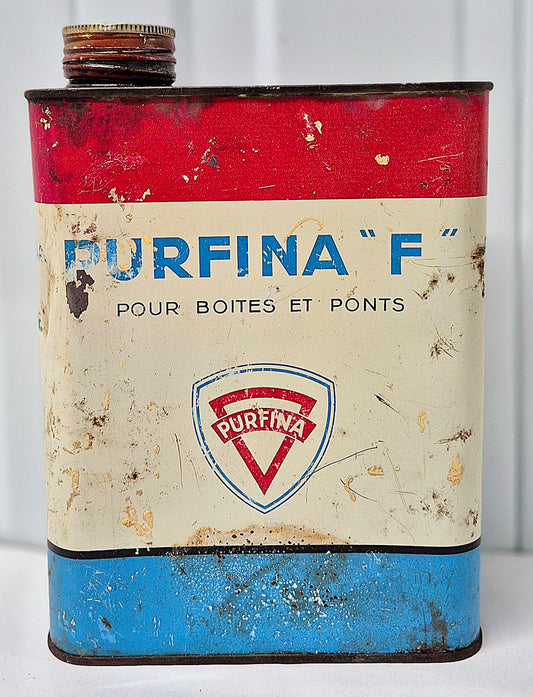 PURFINA "F"
POUR BOITES ET PONTS
PURFINA